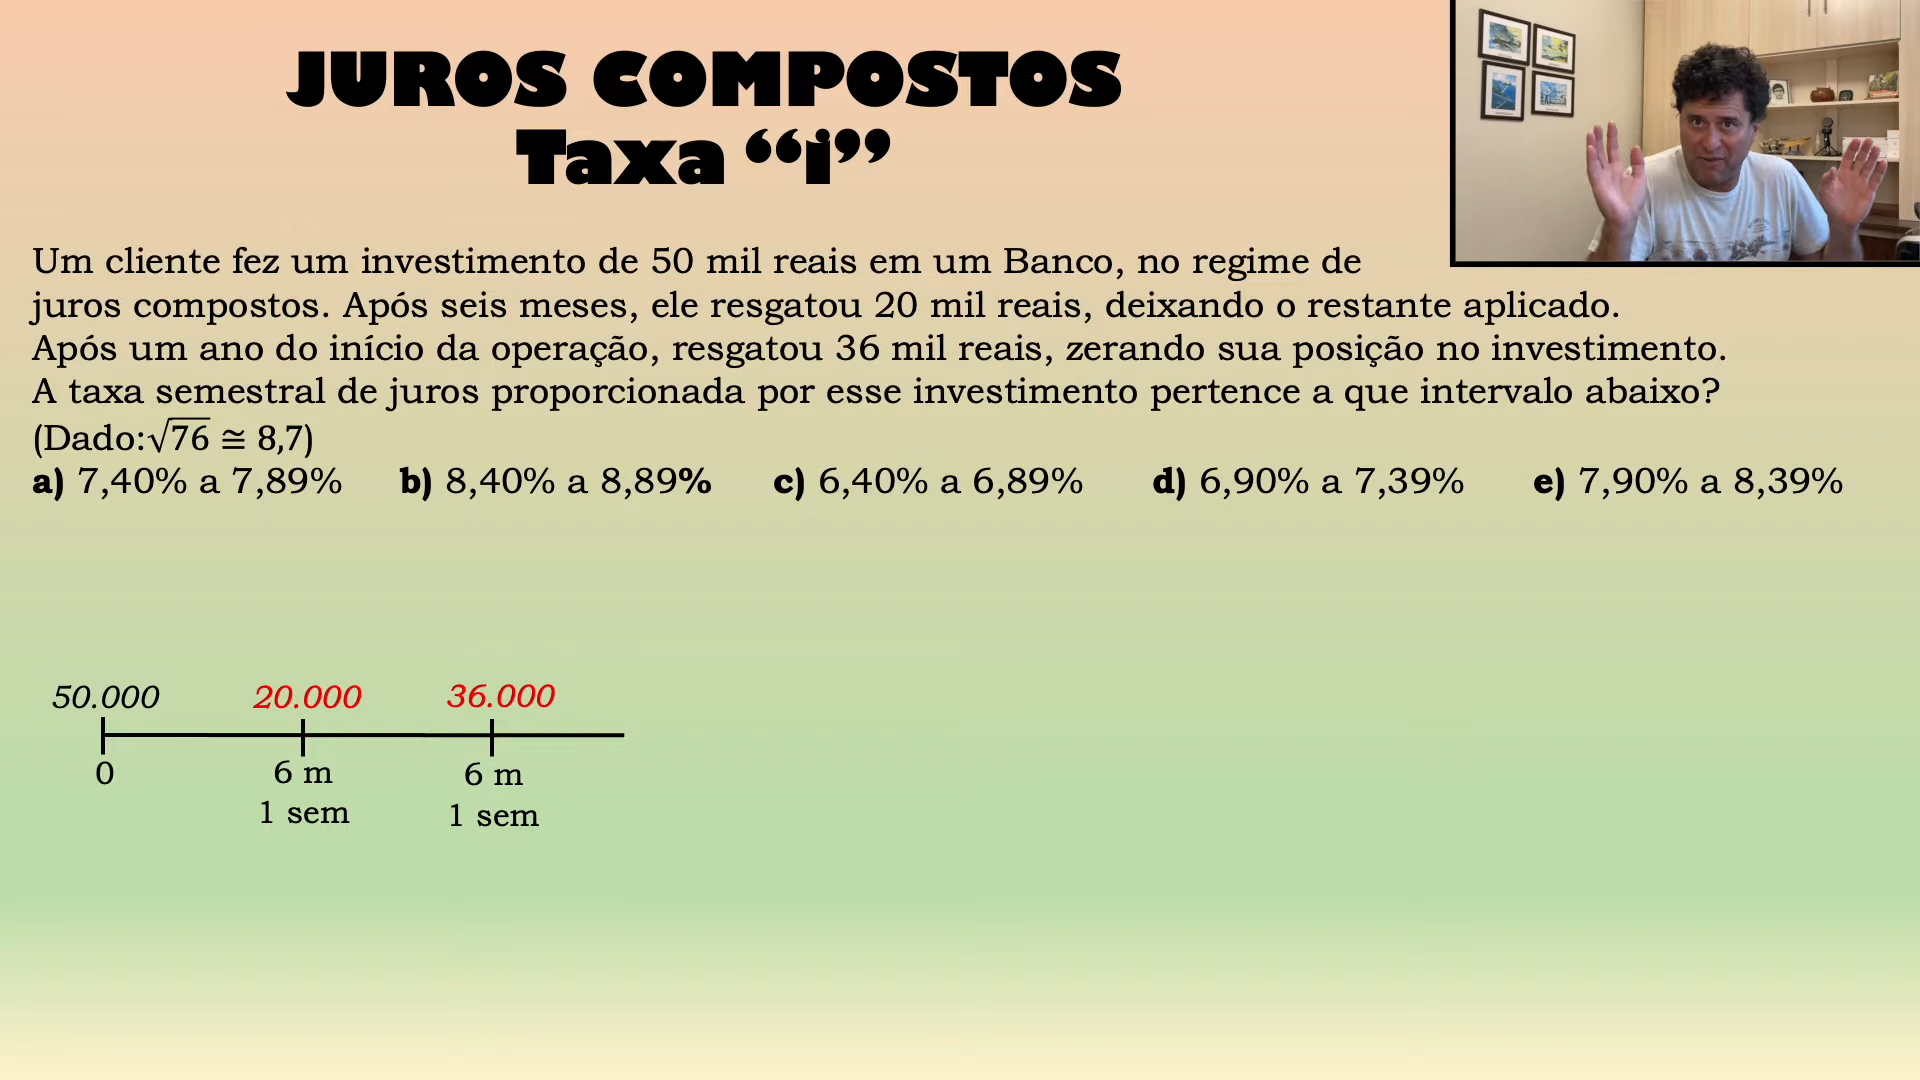 JUROS COMPOSTOS
Taxa “i”
Um cliente fez um investimento de 50 mil reais em um Banco, no regime de
juros compostos. Após seis meses, ele resgatou 20 mil reais, deixando o restante aplicado.
Após um ano do início da operação, resgatou 36 mil reais, zerando sua posição no investimento.
A taxa semestral de juros proporcionada por esse investimento pertence a que intervalo abaixo?
(Dado:√76 ≅ 8,7)
a) 7,40% a 7,89% b) 8,40% a 8,89% c) 6,40% a 6,89% d) 6,90% a 7,39% e) 7,90% a 8,39%
50.000 20.000 36.000
0 6 m 6 m
1 sem 1 sem